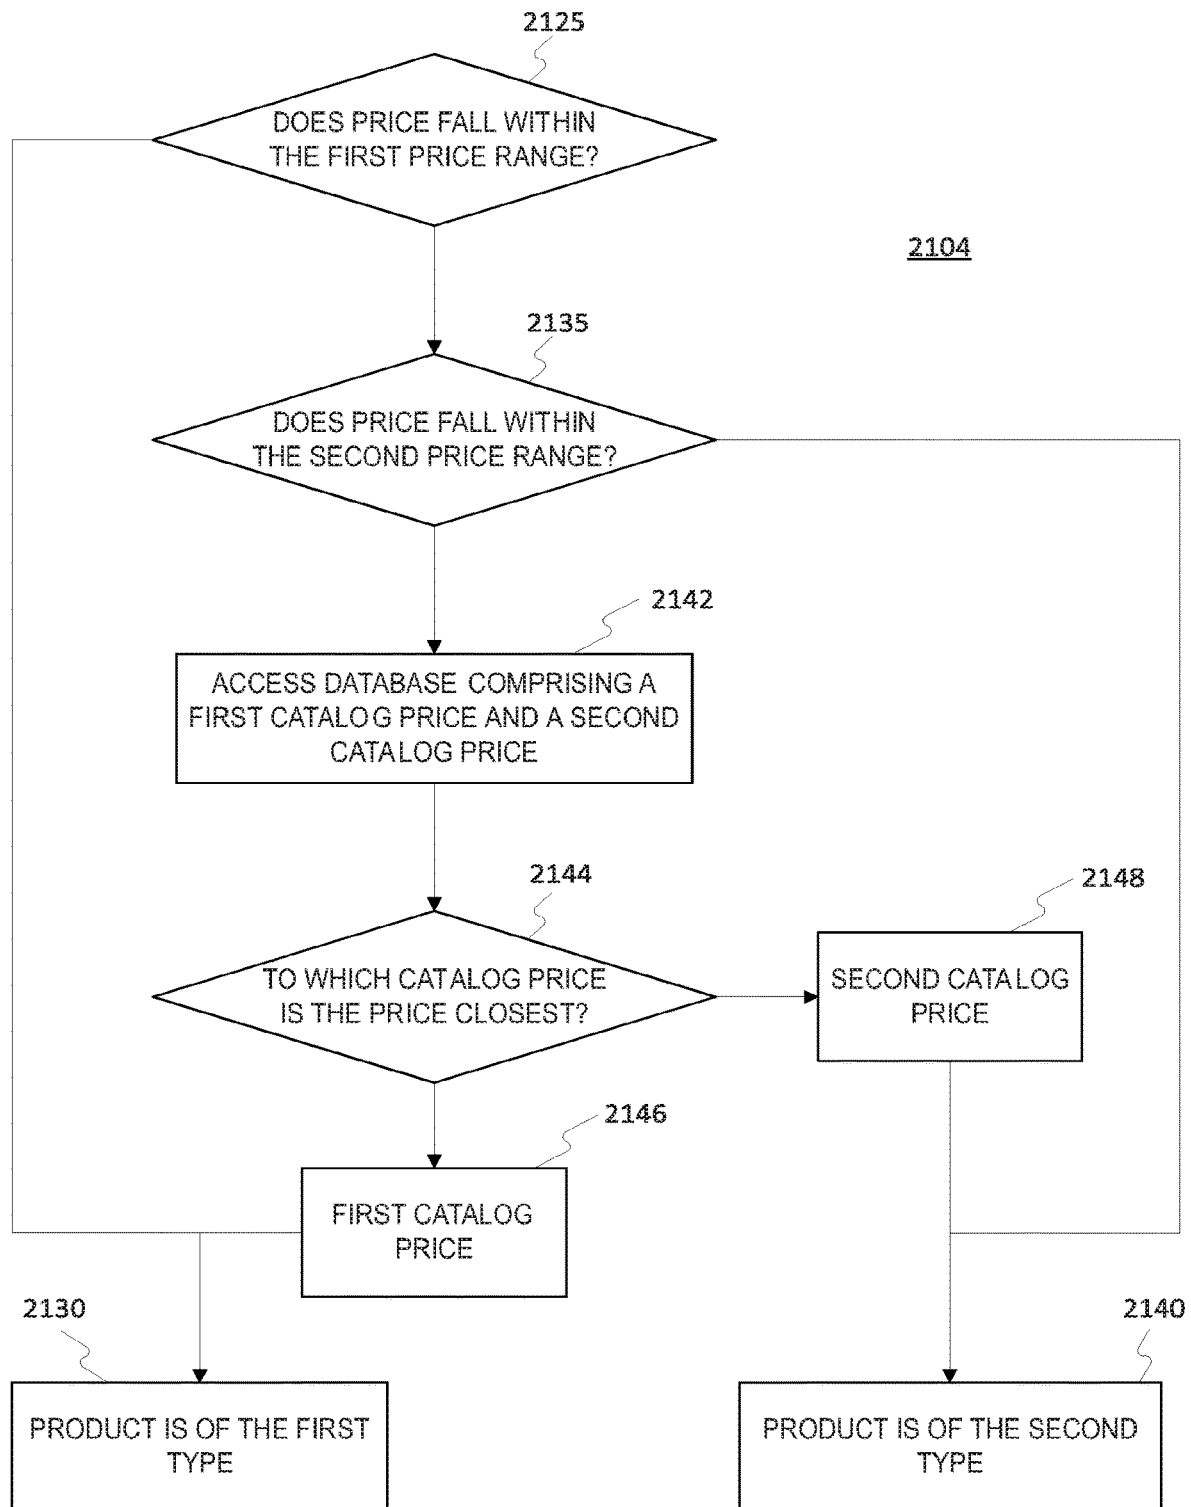 2125
DOES PRICE FALL WITHIN
THE FIRST PRICE RANGE?
2104
2135
DOES PRICE FALL WITHIN
THE SECOND PRICE RANGE?
2142
ACCESS DATABASE COMPRISING A
FIRST CATALOG PRICE AND A SECOND
CATALOG PRICE
2144
TO WHICH CATALOG PRICE
IS THE PRICE CLOSEST?
2148
SECOND CATALOG
PRICE
2146
FIRST CATALOG
PRICE
2130
PRODUCT IS OF THE FIRST
TYPE
2140
PRODUCT IS OF THE SECOND
TYPE